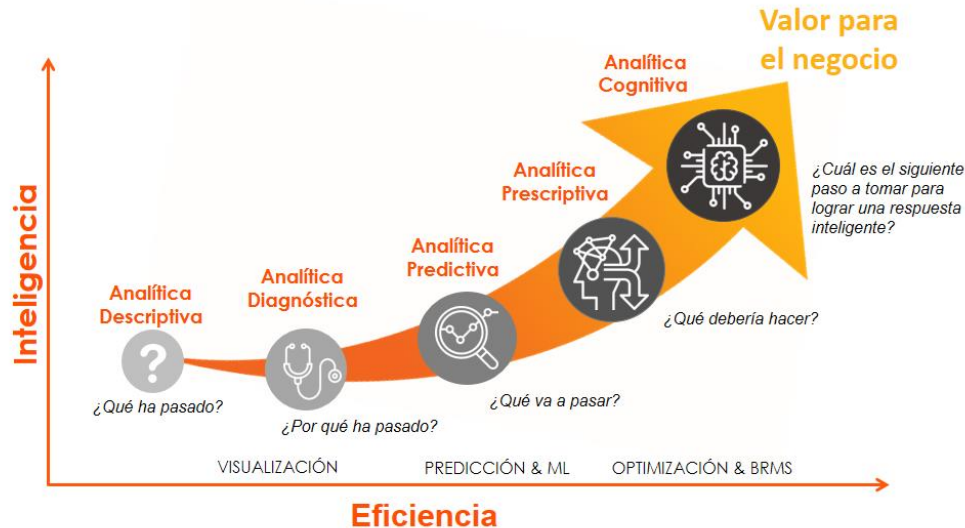 Valor para
el negocio
Analítica
Cognitiva
¿Cuál es el siguiente
paso a tomar para
lograr una respuesta
inteligente?
Analítica
Prescriptiva
¿Qué debería hacer?
Analítica
Predictiva
¿Qué va a pasar?
Analítica
Diagnóstica
¿Por qué ha pasado?
Analítica
Descriptiva
?
¿Qué ha pasado?
Inteligencia
VISUALIZACIÓN
PREDICCIÓN & ML
OPTIMIZACIÓN & BRMS
Eficiencia